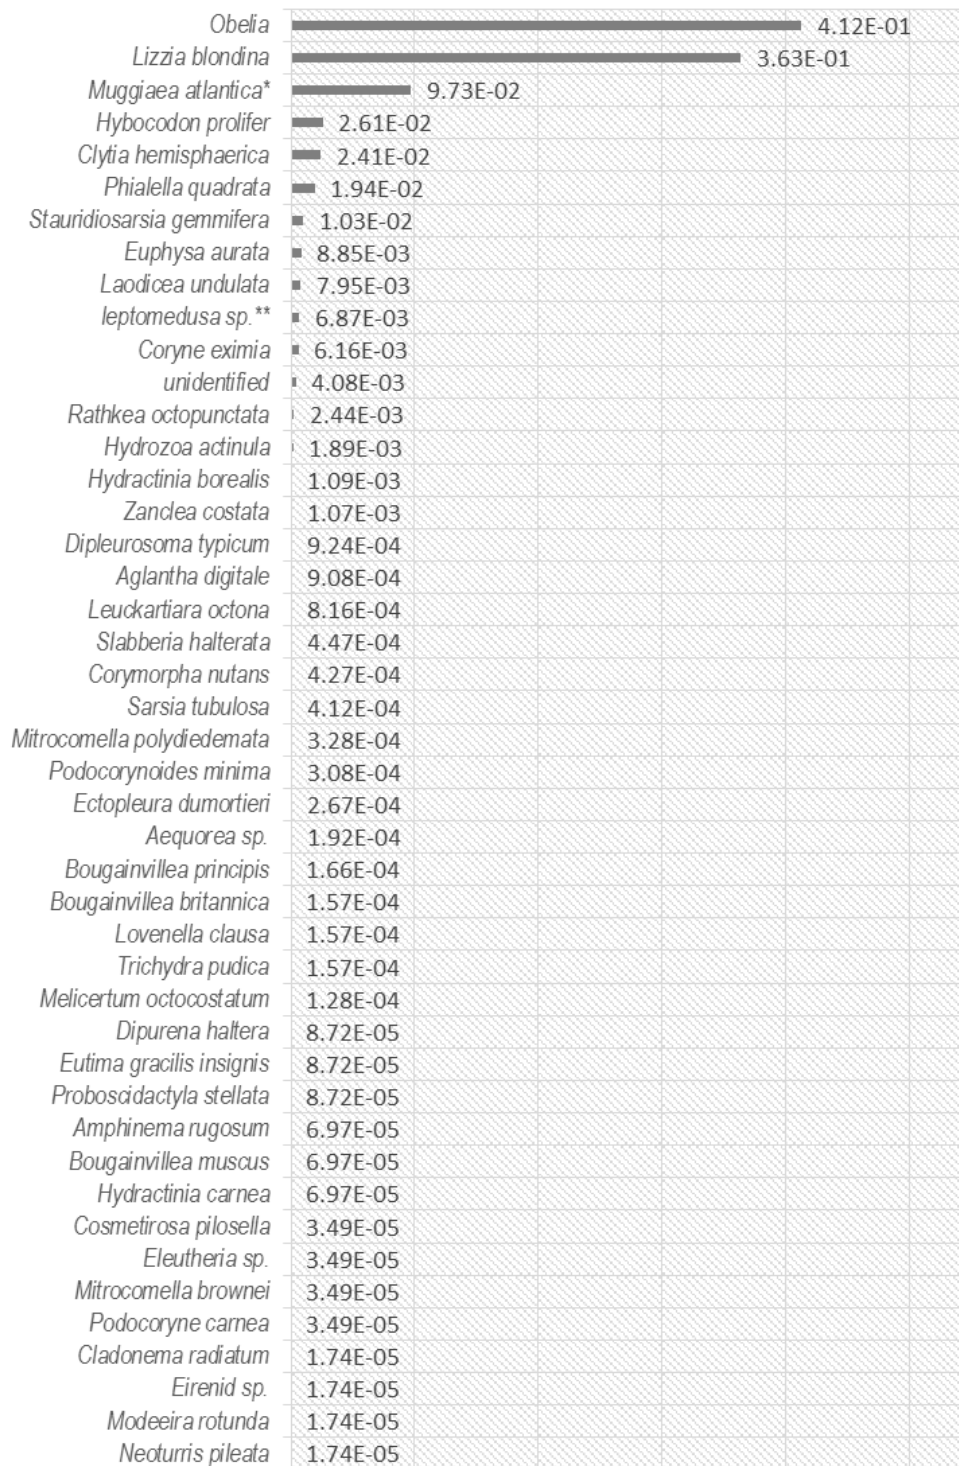 Obelia 4.12E-01
Lizzia blondina 3.63E-01
Muggiaea atlantica* 9.73E-02
Hybocodon prolifer 2.61E-02
Clytia hemisphaerica 2.41E-02
Phialella quadrata 1.94E-02
Stauridiosarsia gemmifera 1.03E-02
Euphysa aurata 8.85E-03
Laodicea undulata 7.95E-03
leptomedusa sp.** 6.87E-03
Coryne eximia 6.16E-03
unidentified 4.08E-03
Rathkea octopunctata 2.44E-03
Hydrozoa actinula 1.89E-03
Hydractinia borealis 1.09E-03
Zanclea costata 1.07E-03
Dipleurosoma typicum 9.24E-04
Aglantha digitale 9.08E-04
Leuckartiara octona 8.16E-04
Slabberia halterata 4.47E-04
Corymorpha nutans 4.27E-04
Sarsia tubulosa 4.12E-04
Mitrocomella polydiedemata 3.28E-04
Podocorynoides minima 3.08E-04
Ectopleura dumortieri 2.67E-04
Aequorea sp. 1.92E-04
Bougainvillea principis 1.66E-04
Bougainvillea britannica 1.57E-04
Lovenella clausa 1.57E-04
Trichydra pudica 1.57E-04
Melicertum octocostatum 1.28E-04
Dipurena haltera 8.72E-05
Eutima gracilis insignis 8.72E-05
Proboscidactyla stellata 8.72E-05
Amphinema rugosum 6.97E-05
Bougainvillea muscus 6.97E-05
Hydractinia carnea 6.97E-05
Cosmetirosa pilosella 3.49E-05
Eleutheria sp. 3.49E-05
Mitrocomella brownei 3.49E-05
Podocoryne carnea 3.49E-05
Cladonema radiatum 1.74E-05
Eirenid sp. 1.74E-05
Modeeira rotunda 1.74E-05
Neoturris pileata 1.74E-05